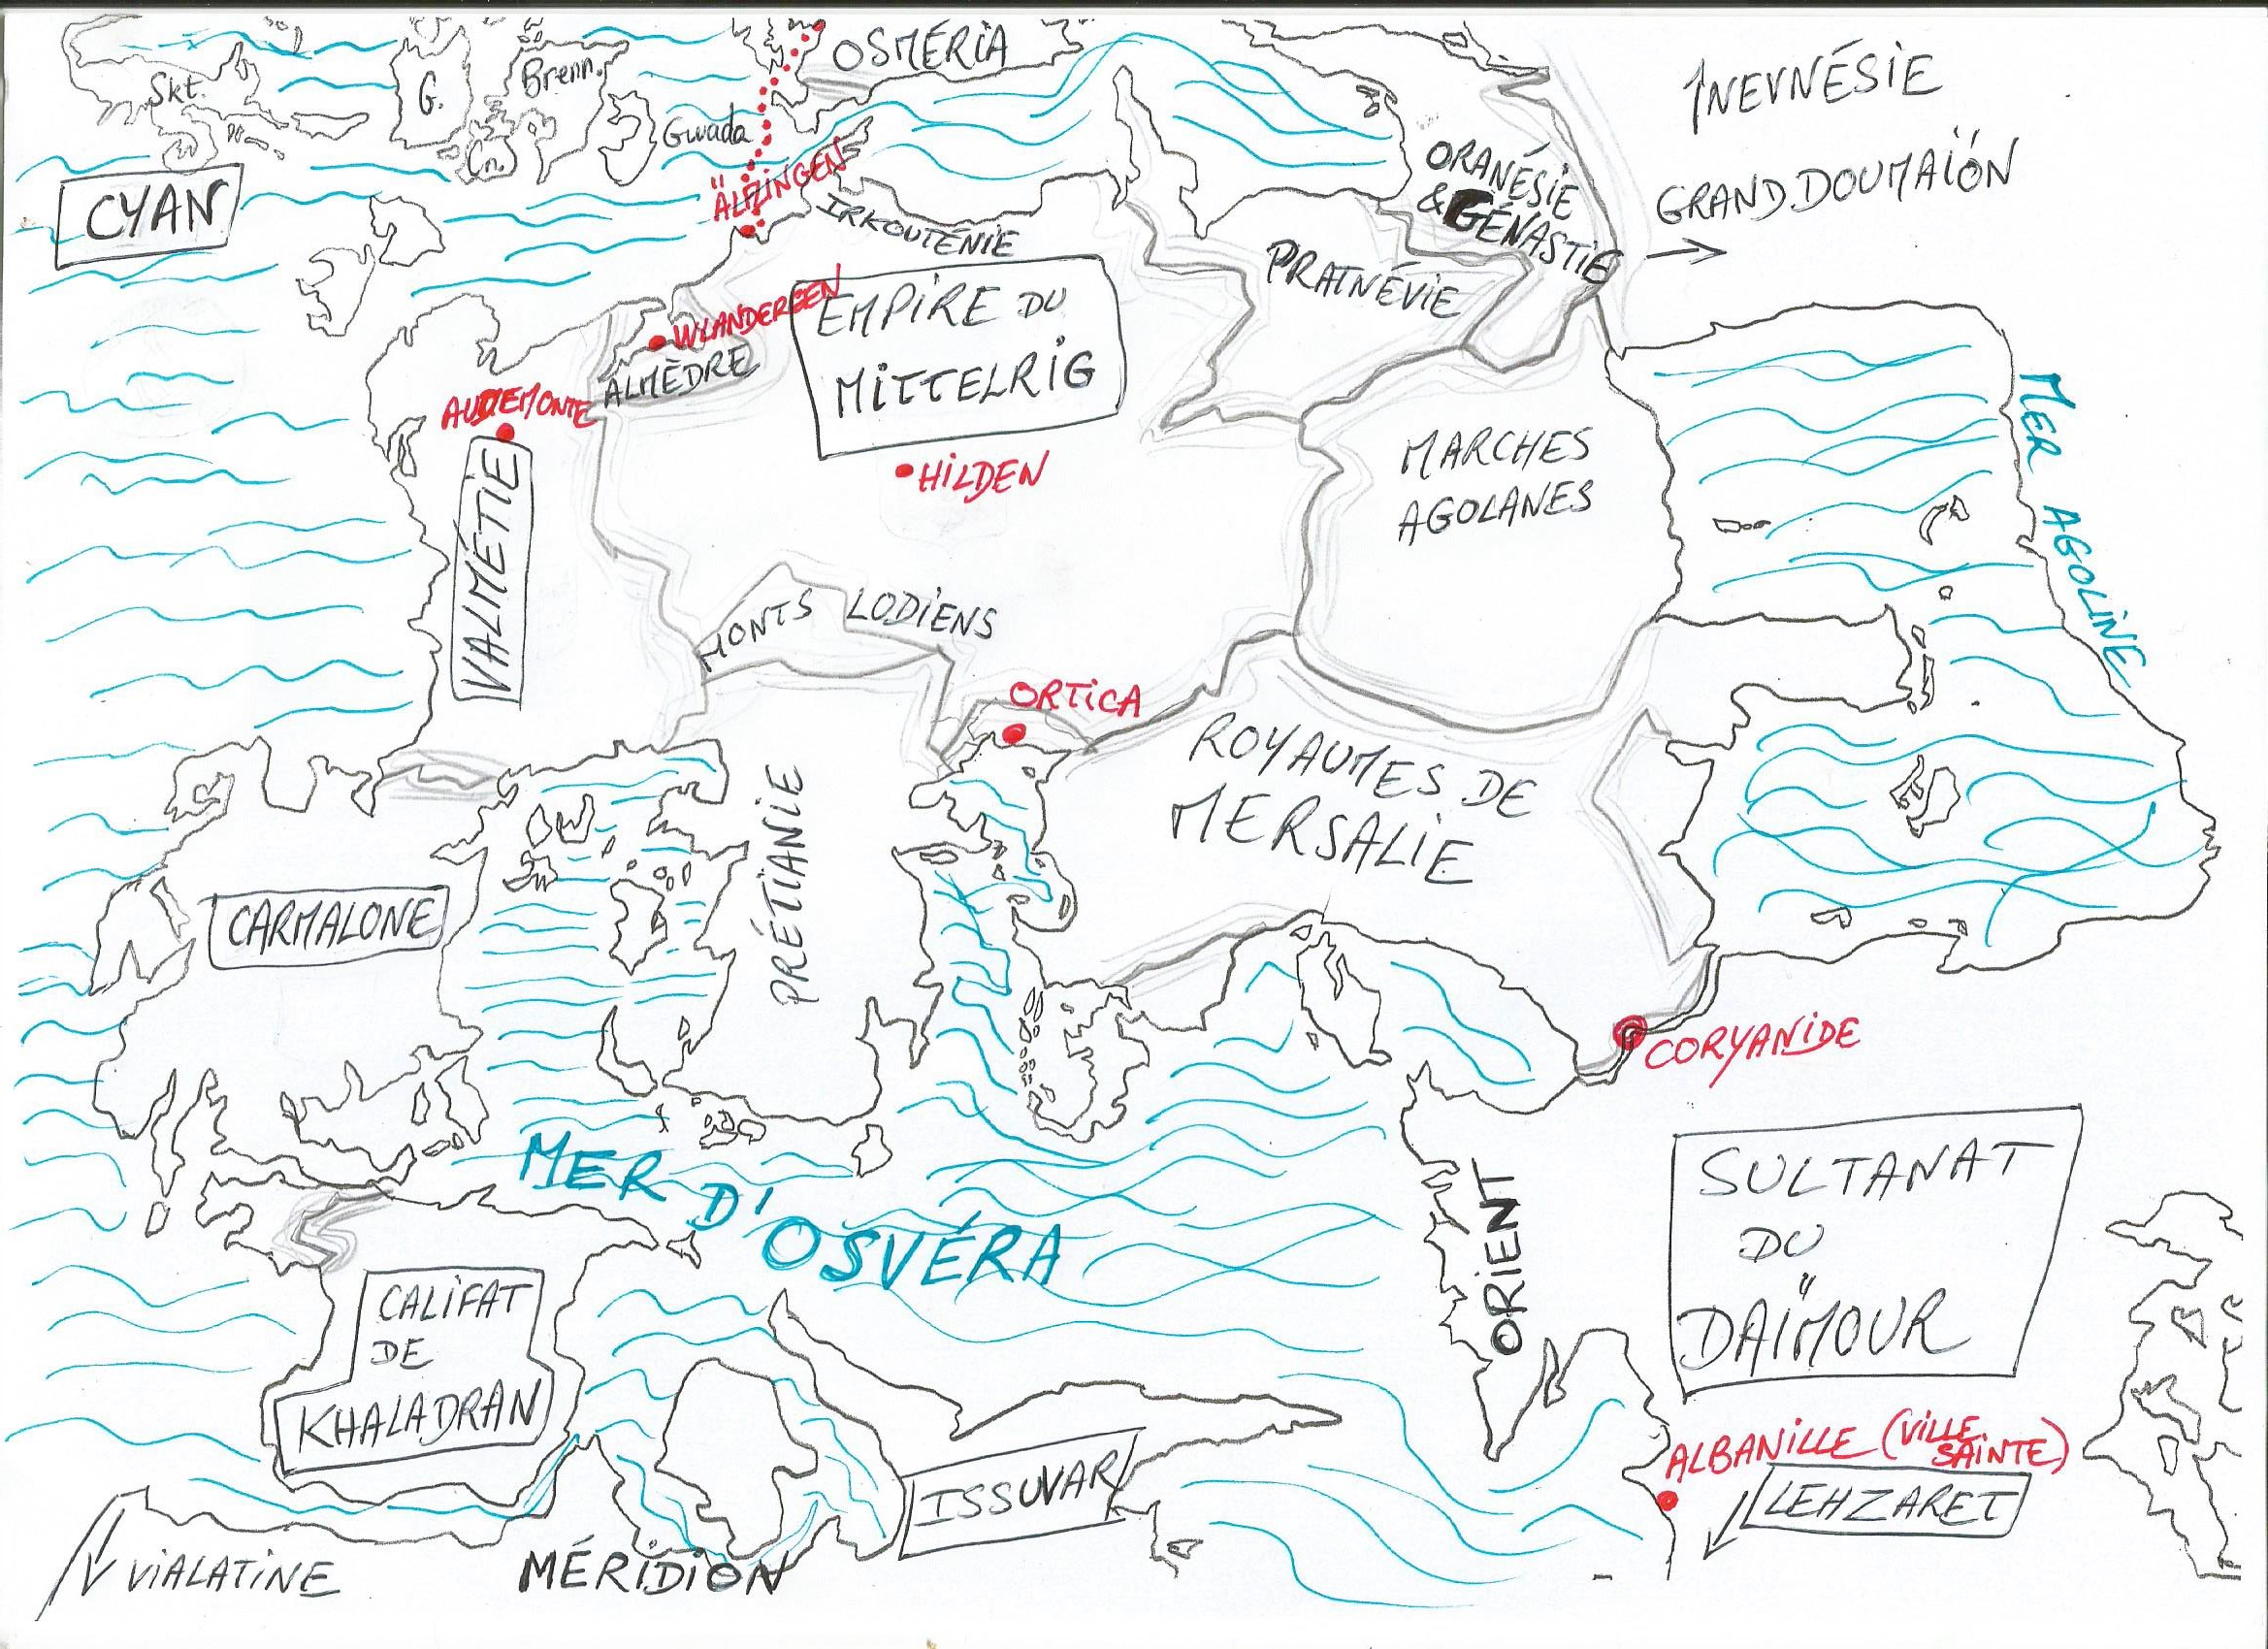 OSMÉRIA
Skt.
G.
Brenn.
Cn.
Gwada
ÄLFINGEN
CYAN
IRKOUTÉNIE
ORANÉSIE
& GÉNASTIE
INEVNÉSIE
GRAND DOUMAÏON
PRATNÉVIE
WLANDERGEN
EMPIRE DU
MITTELRIG
ALMÈDRE
AUDEMONTE
VALMÉTIE
HILDEN
MARCHES
AGOLANES
MER AGOLINE
MONTS LODIENS
ORTICA
ROYAUMES DE
MERSALIE
PRÉTIANIE
CARMALONE
CORYANIDE
MER
D'
OSVÉRA
ORIENT
SULTANAT
DU
DAÏMOUR
CALIFAT
DE
KHALADRAN
ISSUVAR
ALBANILLE (VILLE
SAINTE)
LEHZARET
VIALATINE
MÉRIDION